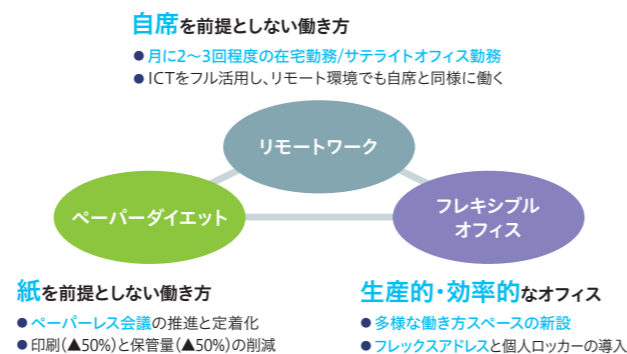 自席を前提としない働き方
●月に2～3回程度の在宅勤務/サテライトオフィス勤務
●ICTをフル活用し、リモート環境でも自席と同様に働く
リモートワーク
ペーパーダイエット
フレキシブル
オフィス
紙を前提としない働き方
●ペーパーレス会議の推進と定着化
●印刷（▲50%）と保管量（▲50%）の削減
生産的・効率的なオフィス
●多様な働き方スペースの新設
●フレックスアドレスと個人ロッカーの導入